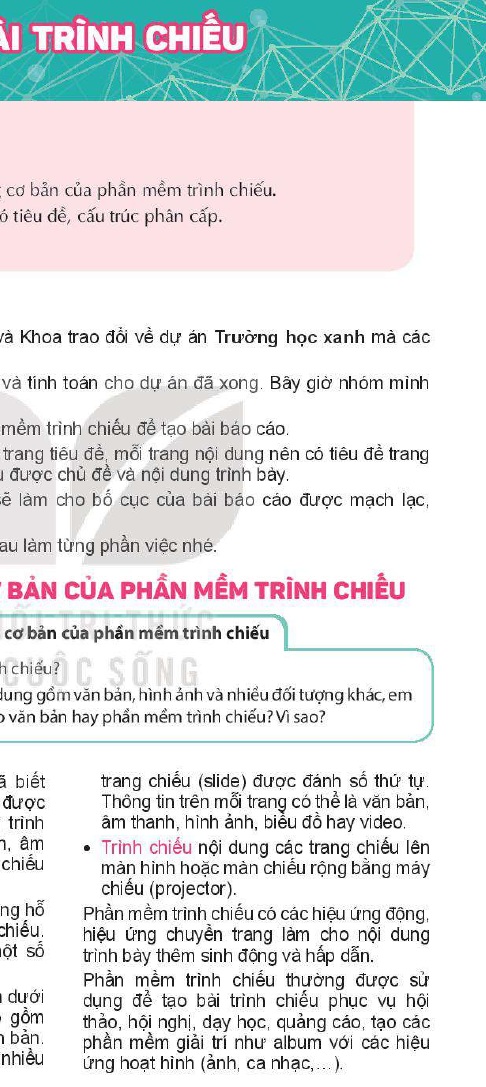 ÀI TRÌNH CHIẾU
cơ bản của phần mềm trình chiếu.
ó tiêu đề, cấu trúc phân cấp.
và Khoa trao đổi về dự án Trường học xanh mà các
và tính toán cho dự án đã xong. Bây giờ nhóm mình
mềm trình chiếu để tạo bài báo cáo.
trang tiêu đề, mỗi trang nội dung nên có tiêu đề trang
được chủ đề và nội dung trình bày.
sẽ làm cho bố cục của bài báo cáo được mạch lạc,
au làm từng phần việc nhé.
BẢN CỦA PHẦN MỀM TRÌNH CHIẾU
cơ bản của phần mềm trình chiếu
h chiếu?
dung gồm văn bản, hình ảnh và nhiều đối tượng khác, em
văn bản hay phần mềm trình chiếu? Vì sao?
ỐI TRI THỨC
CUỘC SỐNG
ã biết
được
trình
n, âm
chiếu
ng hỗ
chiếu.
ột số
dưới
gồm
bản.
nhiều
trang chiếu (slide) được đánh số thứ tự.
Thông tin trên mỗi trang có thể là văn bản,
âm thanh, hình ảnh, biểu đồ hay video.
• Trình chiếu nội dung các trang chiếu lên
màn hình hoặc màn chiếu rộng bằng máy
chiếu (projector).
Phần mềm trình chiếu có các hiệu ứng động,
hiệu ứng chuyển trang làm cho nội dung
trình bày thêm sinh động và hấp dẫn.
Phần mềm trình chiếu thường được sử
dụng để tạo bài trình chiếu phục vụ hội
thảo, hội nghị, dạy học, quảng cáo, tạo các
phần mềm giải trí như album với các hiệu
ứng hoạt hình (ảnh, ca nhạc,...).